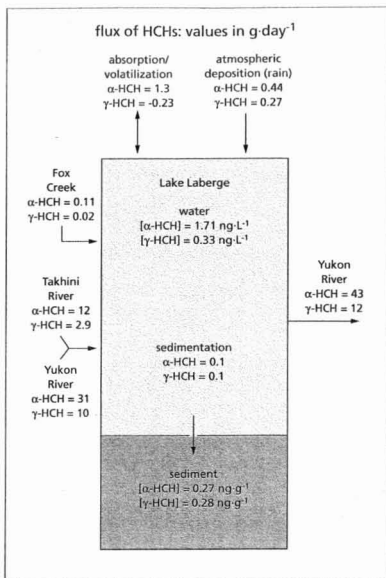 flux of HCHs: values in g·day⁻¹
absorption/
volatilization
α-HCH = 1.3
γ-HCH = -0.23
atmospheric
deposition (rain)
α-HCH = 0.44
γ-HCH = 0.27
Fox
Creek
α-HCH = 0.11
γ-HCH = 0.02
Lake Laberge
water
[α-HCH] = 1.71 ng·L⁻¹
[γ-HCH] = 0.33 ng·L⁻¹
Takhini
River
α-HCH = 12
γ-HCH = 2.9
Yukon
River
α-HCH = 31
γ-HCH = 10
Yukon
River
α-HCH = 43
γ-HCH = 12
sedimentation
α-HCH = 0.1
γ-HCH = 0.1
sediment
[α-HCH] = 0.27 ng·g⁻¹
[γ-HCH] = 0.28 ng·g⁻¹